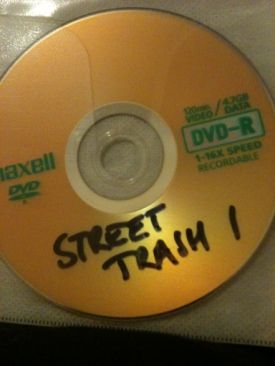 120min / 4.7GB
VIDEO / DATA
DVD-R
1-16X SPEED
RECORDABLE
maxell
DVD
STREET
TRASH 1